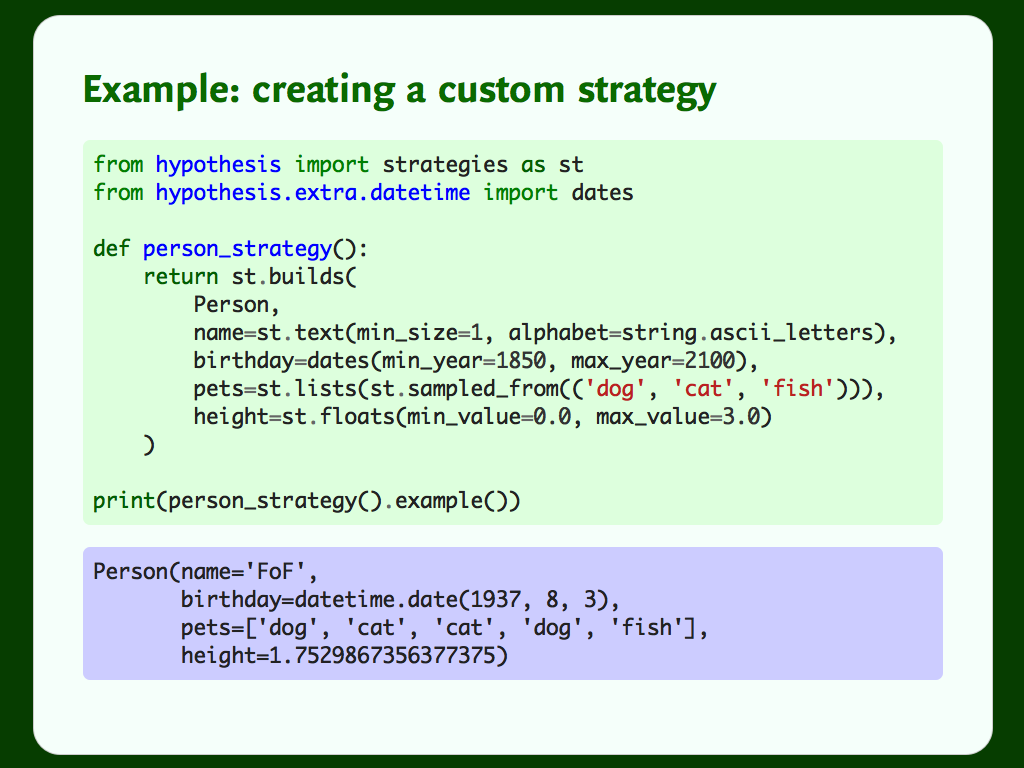 Example: creating a custom strategy
from hypothesis import strategies as st
from hypothesis.extra.datetime import dates

def person_strategy():
    return st.builds(
        Person,
        name=st.text(min_size=1, alphabet=string.ascii_letters),
        birthday=dates(min_year=1850, max_year=2100),
        pets=st.lists(st.sampled_from(('dog', 'cat', 'fish'))),
        height=st.floats(min_value=0.0, max_value=3.0)
    )

print(person_strategy().example())
Person(name='FoF',
       birthday=datetime.date(1937, 8, 3),
       pets=['dog', 'cat', 'cat', 'dog', 'fish'],
       height=1.7529867356377375)